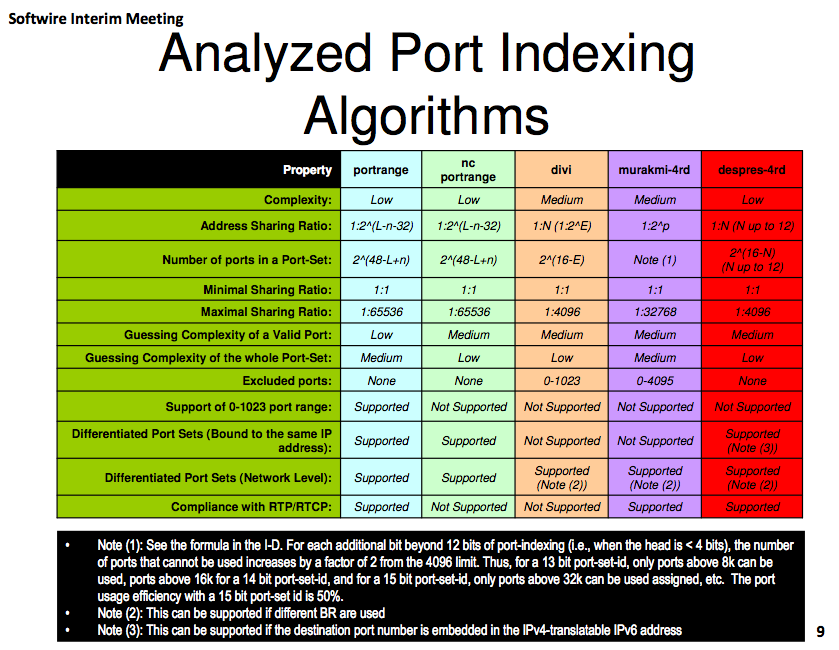 Softwire Interim Meeting
Analyzed Port Indexing
Algorithms
Property portrange nc portrange divi murakmi-4rd despres-4rd
Complexity: Low Low Medium Medium Low
Address Sharing Ratio: 1:2^(L-n-32) 1:2^(L-n-32) 1:N (1:2^E) 1:2^p 1:N (N up to 12)
Number of ports in a Port-Set: 2^(48-L+n) 2^(48-L+n) 2^(16-E) Note (1) 2^(16-N) (N up to 12)
Minimal Sharing Ratio: 1:1 1:1 1:1 1:1 1:1
Maximal Sharing Ratio: 1:65536 1:65536 1:4096 1:32768 1:4096
Guessing Complexity of a Valid Port: Low Medium Medium Medium Medium
Guessing Complexity of the whole Port-Set: Medium Low Low Medium Low
Excluded ports: None None 0-1023 0-4095 None
Support of 0-1023 port range: Supported Not Supported Not Supported Not Supported Not Supported
Differentiated Port Sets (Bound to the same IP address): Supported Supported Not Supported Not Supported Supported (Note (3))
Differentiated Port Sets (Network Level): Supported Supported Supported (Note (2)) Supported (Note (2)) Supported (Note (2))
Compliance with RTP/RTCP: Supported Not Supported Not Supported Supported Supported
• Note (1): See the formula in the I-D. For each additional bit beyond 12 bits of port-indexing (i.e., when the head is < 4 bits), the number
of ports that cannot be used increases by a factor of 2 from the 4096 limit. Thus, for a 13 bit port-set-id, only ports above 8k can be
used, ports above 16k for a 14 bit port-set-id, and for a 15 bit port-set-id, only ports above 32k can be used assigned, etc. The port
usage efficiency with a 15 bit port-set id is 50%.
• Note (2): This can be supported if different BR are used
• Note (3): This can be supported if the destination port number is embedded in the IPv4-translatable IPv6 address
9